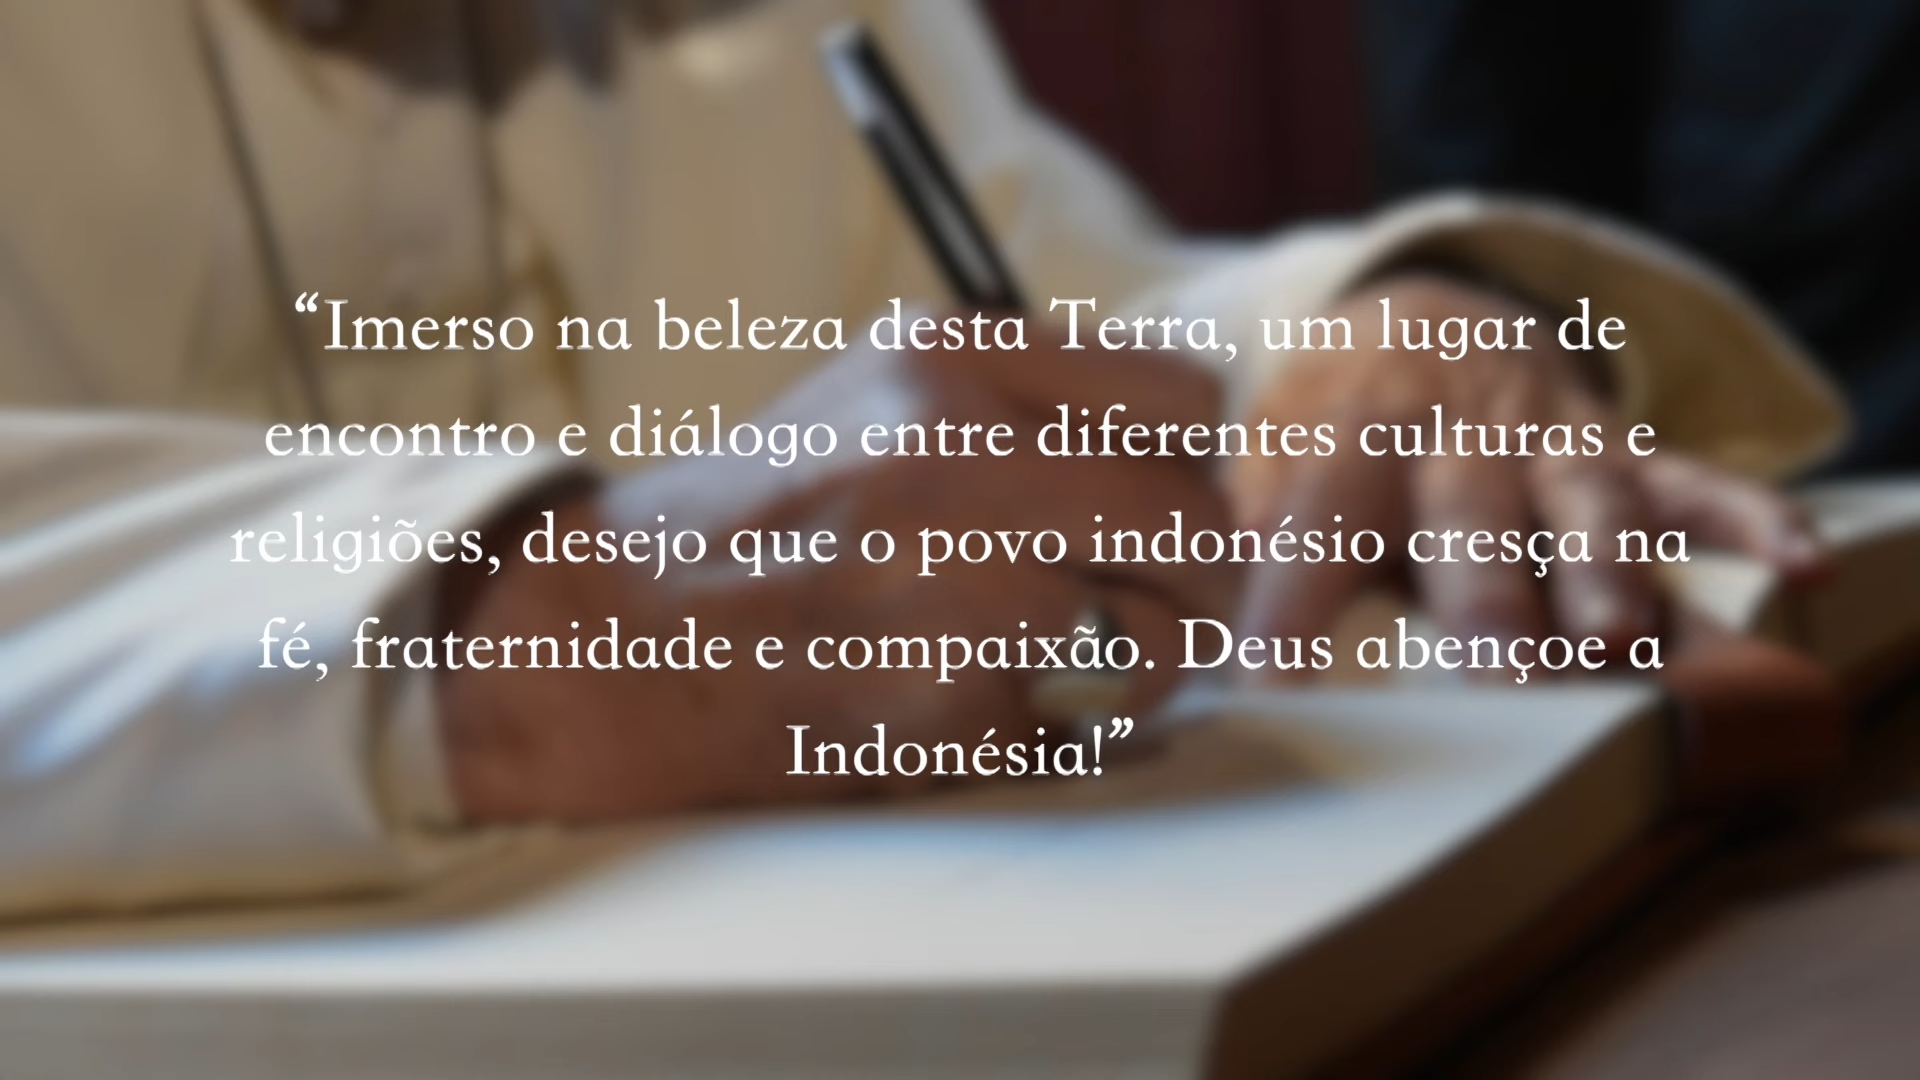 “Imerso na beleza desta Terra, um lugar de
encontro e diálogo entre diferentes culturas e
religiões, desejo que o povo indonésio cresça na
fé, fraternidade e compaixão. Deus abençoe a
Indonésia!”